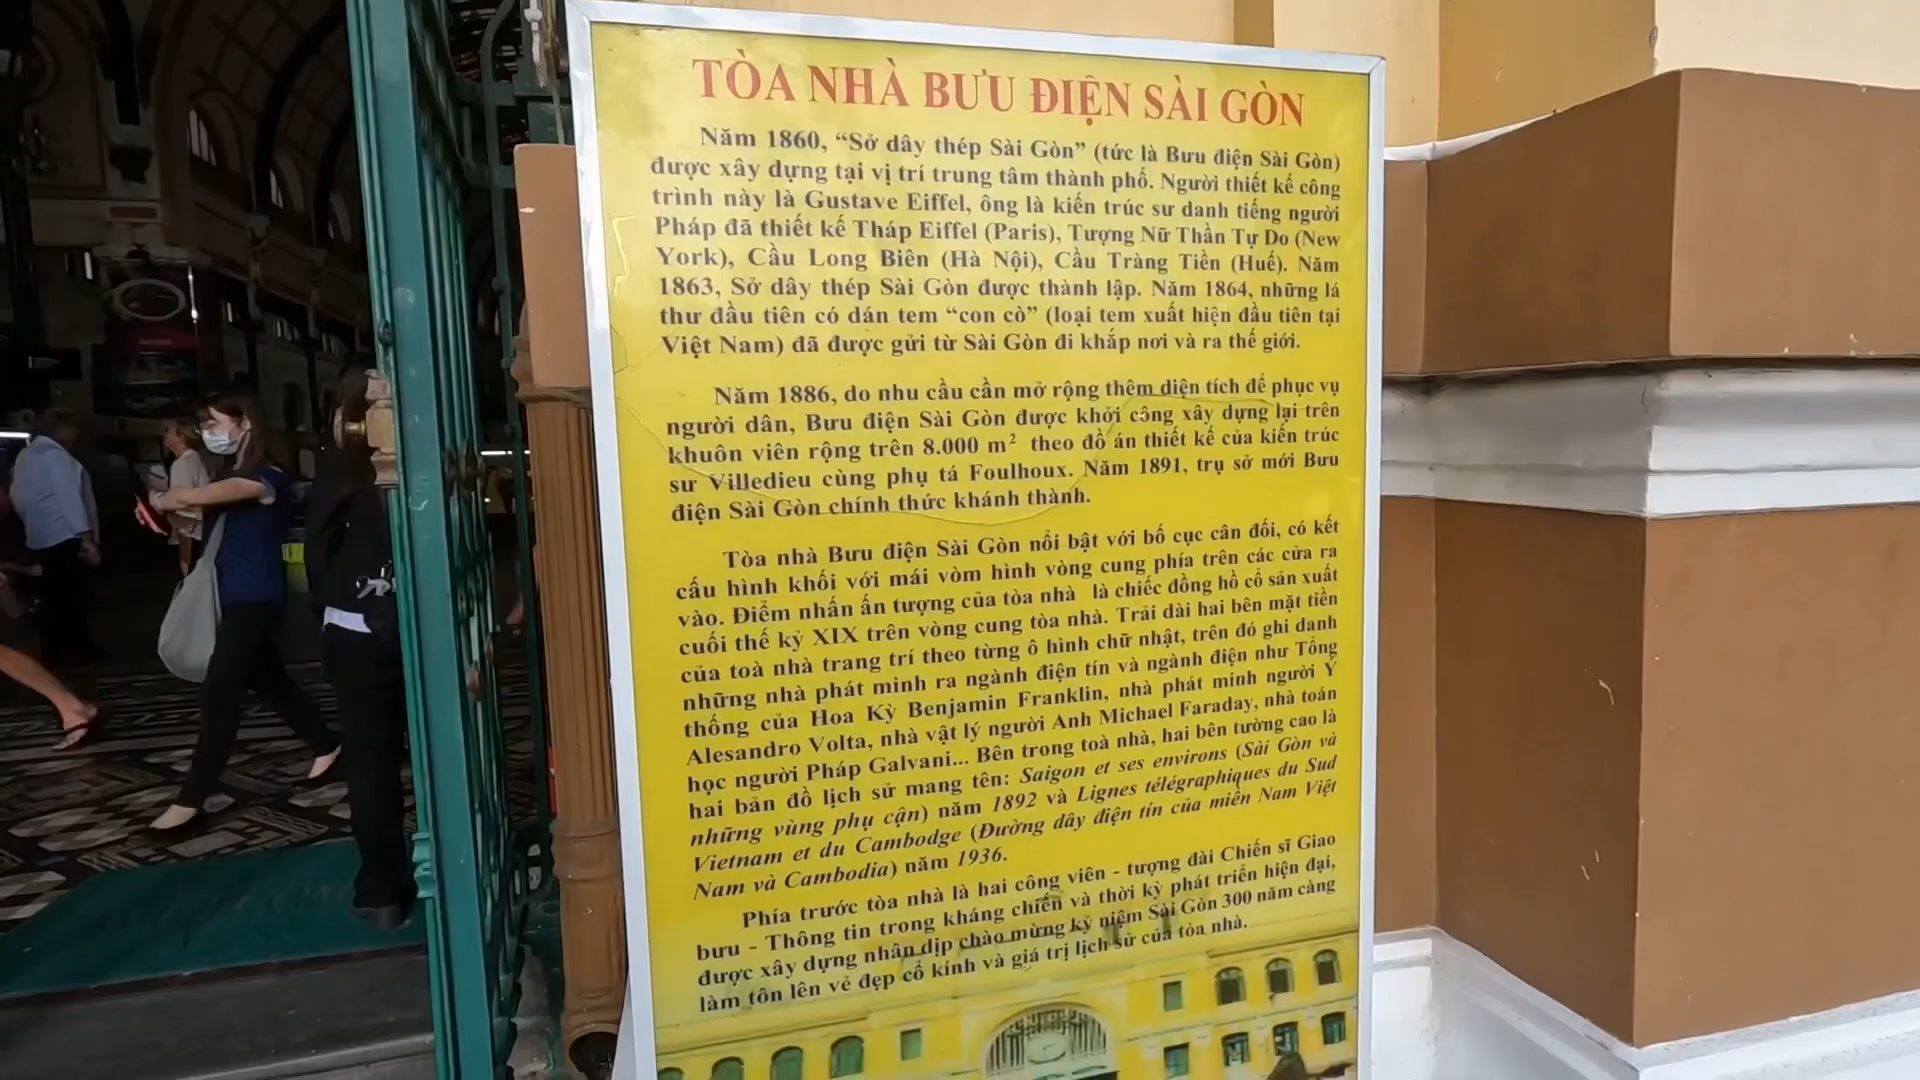 TÒA NHÀ BƯU ĐIỆN SÀI GÒN
Năm 1860, “Sở dây thép Sài Gòn” (tức là Bưu điện Sài Gòn)
được xây dựng tại vị trí trung tâm thành phố. Người thiết kế công
trình này là Gustave Eiffel, ông là kiến trúc sư danh tiếng người
Pháp đã thiết kế Tháp Eiffel (Paris), Tượng Nữ Thần Tự Do (New
York), Cầu Long Biên (Hà Nội), Cầu Tràng Tiền (Huế). Năm
1863, Sở dây thép Sài Gòn được thành lập. Năm 1864, những lá
thư đầu tiên có dán tem “con cò” (loại tem xuất hiện đầu tiên tại
Việt Nam) đã được gửi từ Sài Gòn đi khắp nơi và ra thế giới.
Năm 1886, do nhu cầu cần mở rộng thêm diện tích để phục vụ
người dân, Bưu điện Sài Gòn được khởi công xây dựng lại trên
khuôn viên rộng trên 8.000 m² theo đồ án thiết kế của kiến trúc
sư Villedieu cùng phụ tá Foulhoux. Năm 1891, trụ sở mới Bưu
điện Sài Gòn chính thức khánh thành.
Tòa nhà Bưu điện Sài Gòn nổi bật với bố cục cân đối, có kết
cấu hình khối với mái vòm hình vòng cung phía trên các cửa ra
vào. Điểm nhấn ấn tượng của tòa nhà là chiếc đồng hồ cổ sản xuất
cuối thế kỷ XIX trên vòng cung tòa nhà. Trải dài hai bên mặt tiền
của toà nhà trang trí theo từng ô hình chữ nhật, trên đó ghi danh
những nhà phát minh ra ngành điện tín và ngành điện như Tổng
thống của Hoa Kỳ Benjamin Franklin, nhà phát minh người Ý
Alesandro Volta, nhà vật lý người Anh Michael Faraday, nhà toán
học người Pháp Galvani... Bên trong toà nhà, hai bên tường cao là
hai bản đồ lịch sử mang tên: Saigon et ses environs (Sài Gòn và
những vùng phụ cận) năm 1892 và Lignes télégraphiques du Sud
Vietnam et du Cambodge (Đường dây điện tín của miền Nam Việt
Nam và Cambodia) năm 1936.
Phía trước tòa nhà là hai công viên - tượng đài Chiến sĩ Giao
bưu - Thông tin trong kháng chiến và thời kỳ phát triển hiện đại,
được xây dựng nhân dịp chào mừng kỷ niệm Sài Gòn 300 năm càng
làm tôn lên vẻ đẹp cổ kính và giá trị lịch sử của tòa nhà.